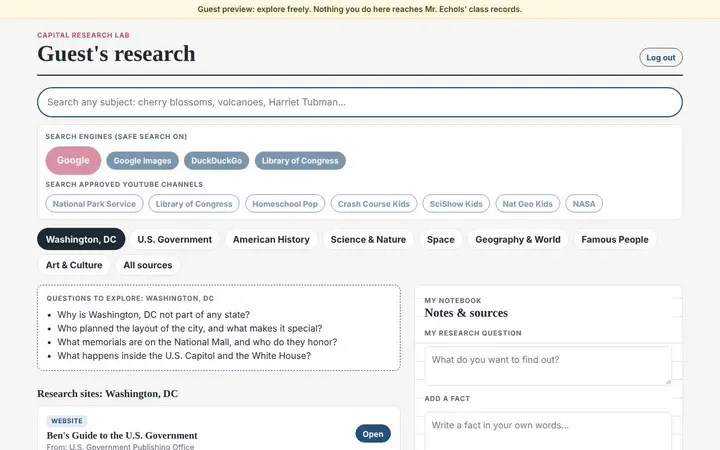 Guest preview: explore freely. Nothing you do here reaches Mr. Echols' class records.
CAPITAL RESEARCH LAB
Guest's research
Log out
Search any subject: cherry blossoms, volcanoes, Harriet Tubman...
SEARCH ENGINES (SAFE SEARCH ON)
Google Google Images DuckDuckGo Library of Congress
SEARCH APPROVED YOUTUBE CHANNELS
National Park Service Library of Congress Homeschool Pop Crash Course Kids SciShow Kids Nat Geo Kids NASA
Washington, DC U.S. Government American History Science & Nature Space Geography & World Famous People
Art & Culture All sources
QUESTIONS TO EXPLORE: WASHINGTON, DC
• Why is Washington, DC not part of any state?
• Who planned the layout of the city, and what makes it special?
• What memorials are on the National Mall, and who do they honor?
• What happens inside the U.S. Capitol and the White House?
Research sites: Washington, DC
WEBSITE
Ben's Guide to the U.S. Government
From: U.S. Government Publishing Office
Open
MY NOTEBOOK
Notes & sources
MY RESEARCH QUESTION
What do you want to find out?
ADD A FACT
Write a fact in your own words...